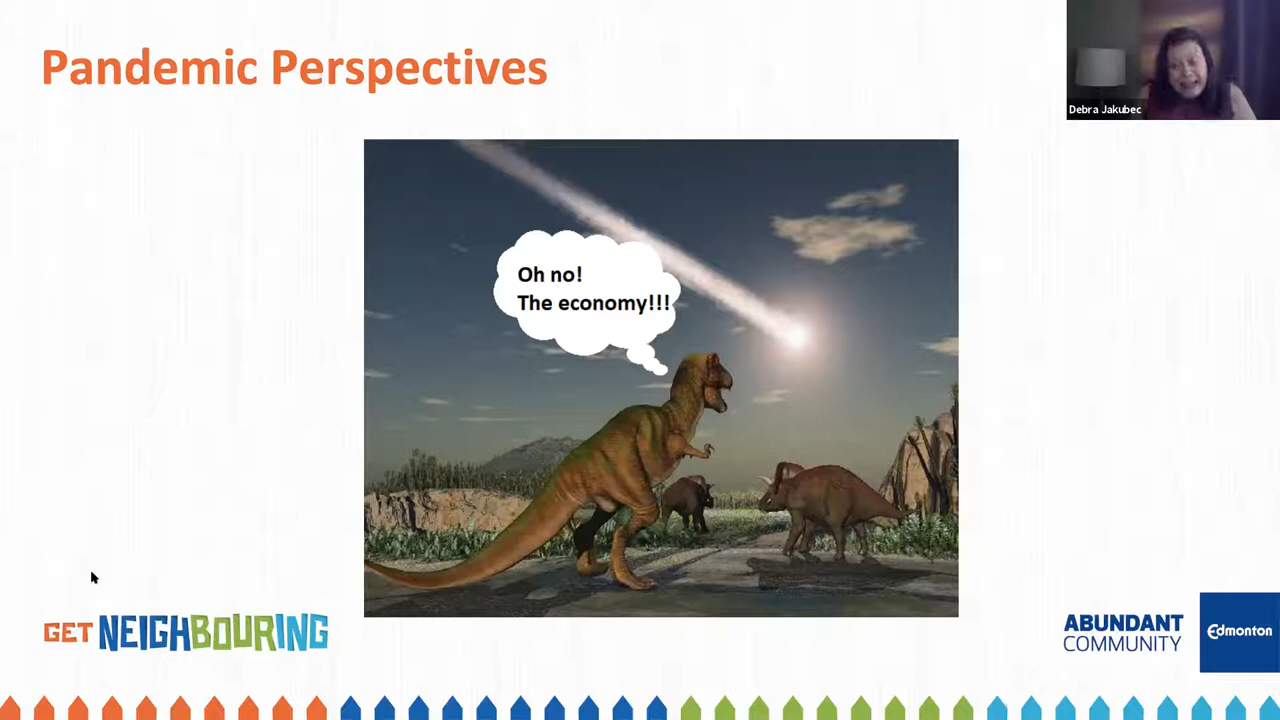 Pandemic Perspectives
Debra Jakubec
Oh no!
The economy!!!
GET NEIGHBOURING
ABUNDANT
COMMUNITY
Edmonton